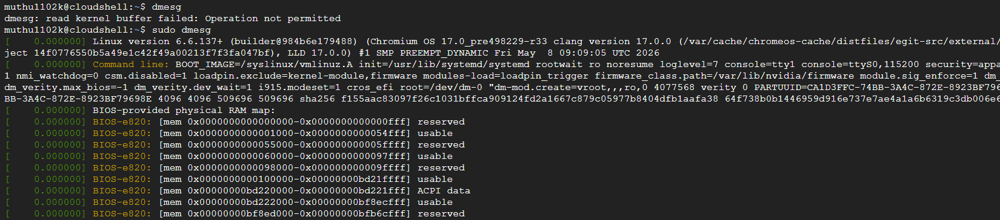 muthu1102k@cloudshell:~$ dmesg
dmesg: read kernel buffer failed: Operation not permitted
muthu1102k@cloudshell:~$ sudo dmesg
[    0.000000] Linux version 6.6.137+ (builder@984b6e179488) (Chromium OS 17.0_pre498229-r33 clang version 17.0.0 (/var/cache/chromeos-cache/distfiles/egit-src/external/
ject 14f0776550b5a49e1c42f49a00213f7f3fa047bf), LLD 17.0.0) #1 SMP PREEMPT_DYNAMIC Fri May  8 09:09:05 UTC 2026
[    0.000000] Command line: BOOT_IMAGE=/syslinux/vmlinuz.A init=/usr/lib/systemd/systemd rootwait ro noresume loglevel=7 console=tty1 console=ttyS0,115200 security=appa
1 nmi_watchdog=0 csm.disabled=1 loadpin.exclude=kernel-module,firmware modules-load=loadpin_trigger firmware_class.path=/var/lib/nvidia/firmware module.sig_enforce=1 dm_
dm_verity.max_bios=-1 dm_verity.dev_wait=1 i915.modeset=1 cros_efi root=/dev/dm-0 "dm-mod.create=vroot,,,ro,0 4077568 verity 0 PARTUUID=CA1D3FFC-74BB-3A4C-872E-8923BF796
BB-3A4C-872E-8923BF79698E 4096 4096 509696 509696 sha256 f155aac83097f26c1031bffca909124fd2a1667c879c05977b8404dfb1aafa38 64f738b0b1446959d916e737e7ae4a1a6b6319c3db006e6
[    0.000000] BIOS-provided physical RAM map:
[    0.000000] BIOS-e820: [mem 0x0000000000000000-0x0000000000000fff] reserved
[    0.000000] BIOS-e820: [mem 0x0000000000001000-0x0000000000054fff] usable
[    0.000000] BIOS-e820: [mem 0x0000000000055000-0x000000000005ffff] reserved
[    0.000000] BIOS-e820: [mem 0x0000000000060000-0x0000000000097fff] usable
[    0.000000] BIOS-e820: [mem 0x0000000000098000-0x000000000009ffff] reserved
[    0.000000] BIOS-e820: [mem 0x0000000000100000-0x00000000bd21ffff] usable
[    0.000000] BIOS-e820: [mem 0x00000000bd220000-0x00000000bd221fff] ACPI data
[    0.000000] BIOS-e820: [mem 0x00000000bd222000-0x00000000bf8ecfff] usable
[    0.000000] BIOS-e820: [mem 0x00000000bf8ed000-0x00000000bfb6cfff] reserved